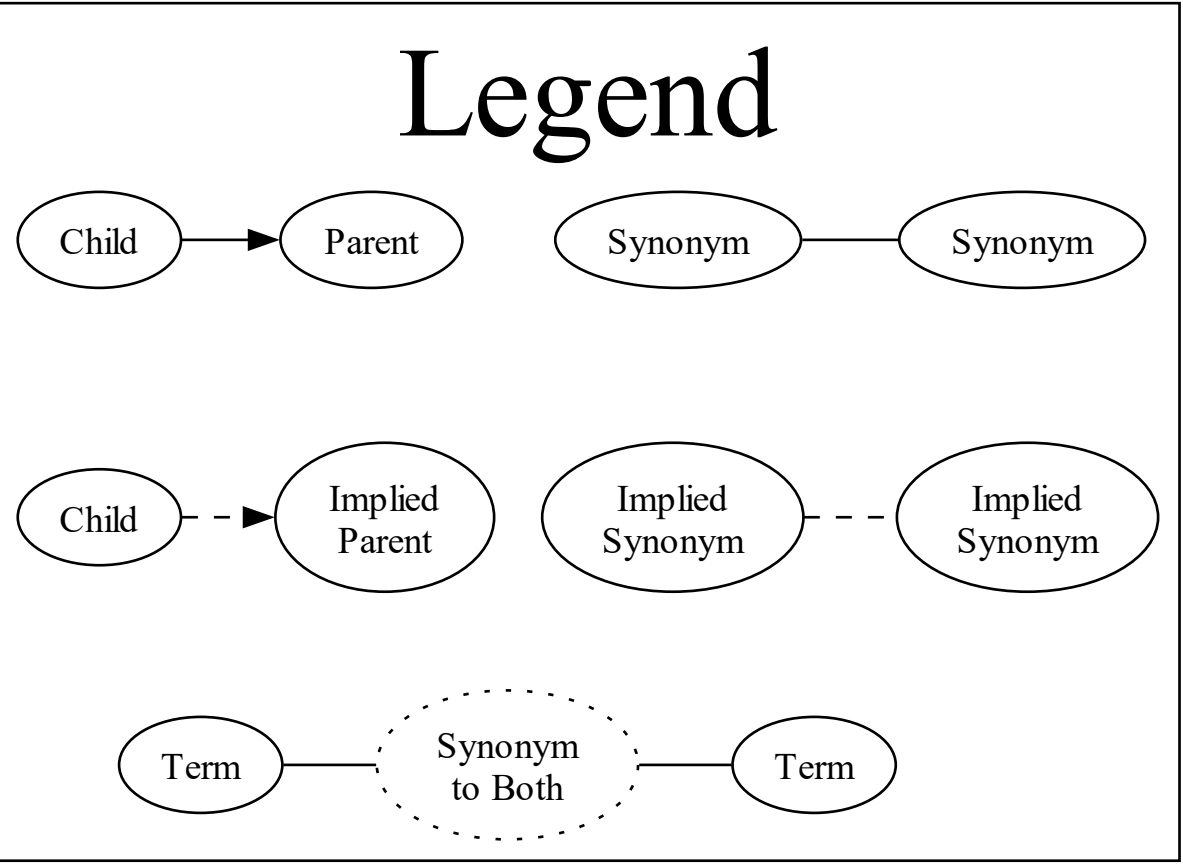 Legend
Child
Parent
Synonym
Synonym
Child
Implied
Parent
Implied
Synonym
Implied
Synonym
Term
Synonym
to Both
Term